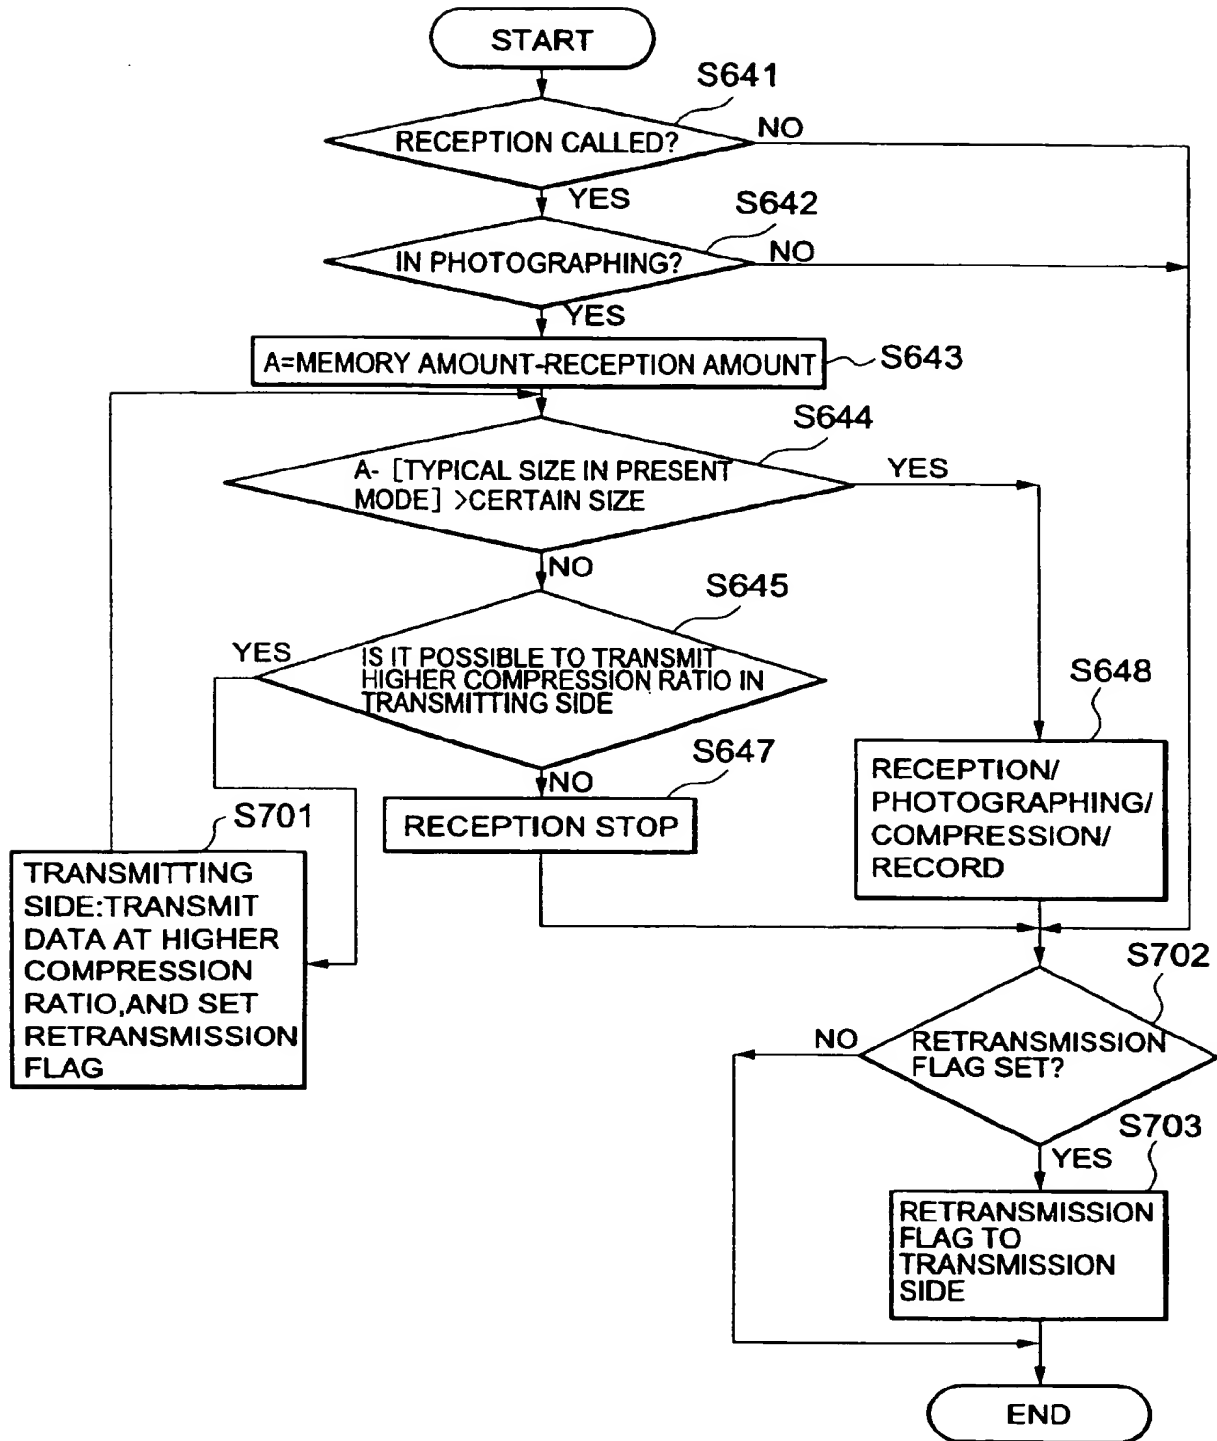 START
S641
RECEPTION CALLED?
NO
YES
S642
IN PHOTOGRAPHING?
NO
YES
A=MEMORY AMOUNT-RECEPTION AMOUNT
S643
S644
A- [TYPICAL SIZE IN PRESENT
MODE] >CERTAIN SIZE
YES
NO
S645
YES
IS IT POSSIBLE TO TRANSMIT
HIGHER COMPRESSION RATIO IN
TRANSMITTING SIDE
S648
NO
S647
RECEPTION STOP
RECEPTION/
PHOTOGRAPHING/
COMPRESSION/
RECORD
S701
TRANSMITTING
SIDE:TRANSMIT
DATA AT HIGHER
COMPRESSION
RATIO,AND SET
RETRANSMISSION
FLAG
S702
NO
RETRANSMISSION
FLAG SET?
S703
YES
RETRANSMISSION
FLAG TO
TRANSMISSION
SIDE
END